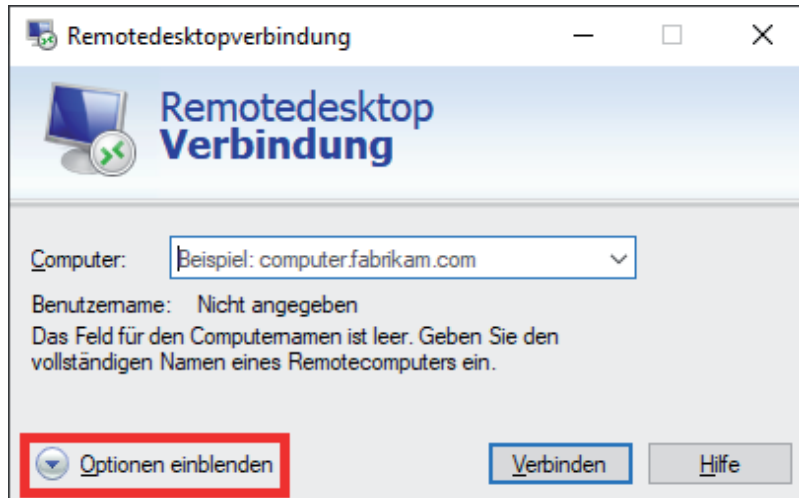 Remotedesktopverbindung
Remotedesktop
Verbindung
Computer: Beispiel: computer.fabrikam.com
Benutzername: Nicht angegeben
Das Feld für den Computernamen ist leer. Geben Sie den
vollständigen Namen eines Remotecomputers ein.
Optionen einblenden Verbinden Hilfe